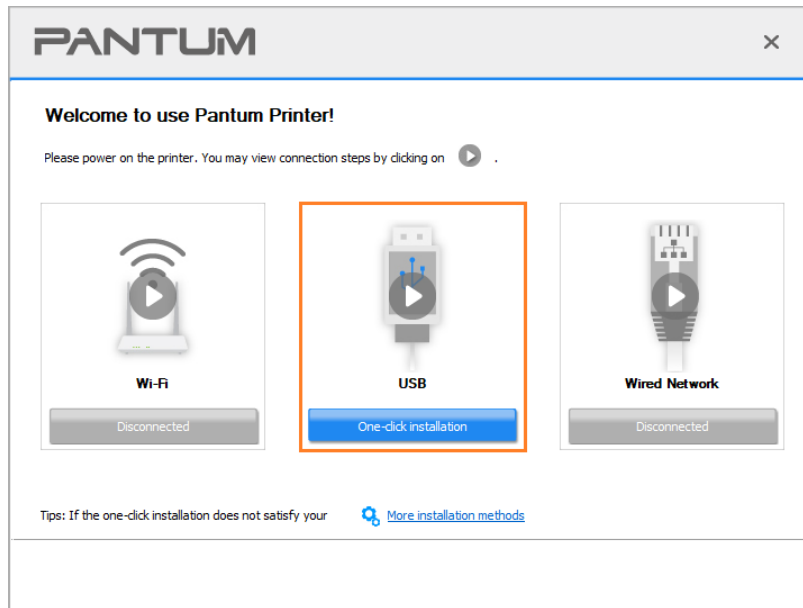 PANTUM
Welcome to use Pantum Printer!
Please power on the printer. You may view connection steps by clicking on .
Wi-Fi
USB
Wired Network
Disconnected
One-click installation
Disconnected
Tips: If the one-click installation does not satisfy your More installation methods